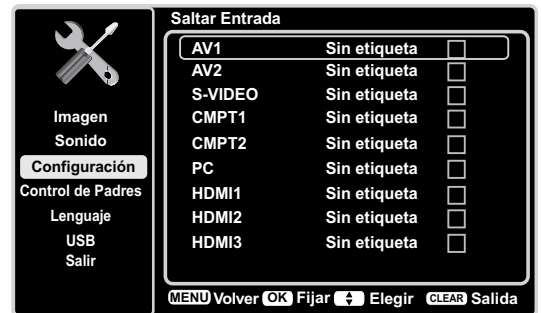 Saltar Entrada
AV1 Sin etiqueta
AV2 Sin etiqueta
S-VIDEO Sin etiqueta
CMPT1 Sin etiqueta
CMPT2 Sin etiqueta
PC Sin etiqueta
HDMI1 Sin etiqueta
HDMI2 Sin etiqueta
HDMI3 Sin etiqueta
Imagen
Sonido
Configuración
Control de Padres
Lenguaje
USB
Salir
MENU Volver OK Fijar Elegir CLEAR Salida